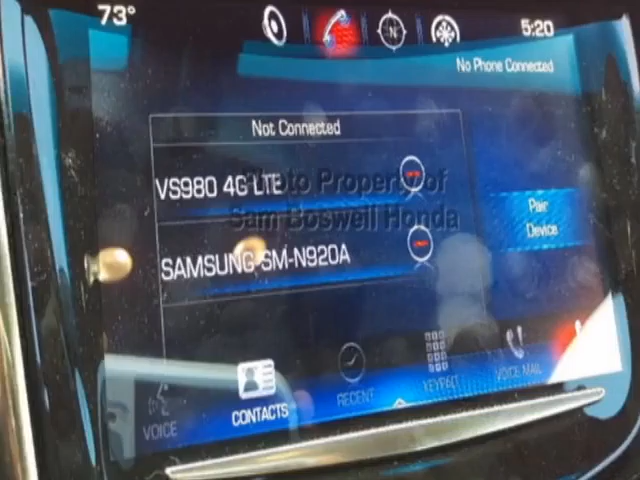 73°
N
5:20
No Phone Connected
Not Connected
VS980 4G LTE
Photo Property of
Sam Boswell Honda
SAMSUNG SM-N920A
Pair
Device
VOICE
CONTACTS
RECENT
KEYPAD
VOICE MAIL